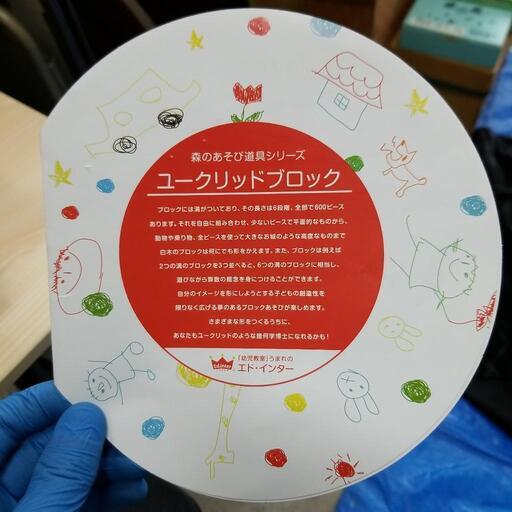 森のあそび道具シリーズ
ユークリッドブロック
ブロックには溝がついており、その長さは6段階、全部で600ピース
あります。それを自由に組み合わせ、少ないピースで平面的なものから、
動物や乗り物、全ピースを使って大きなお城のような高度なものまで
白木のブロックは何にでも形をかえます。また、ブロックは例えば
2つの溝のブロックを3つ並べると、6つの溝のブロックに相当し、
遊びながら算数の概念を身につけることができます。
自分のイメージを形にしようとする子どもの創造性を
限りなく広げる夢のあるブロックあそびが楽しめます。
さまざまな形をつくるうちに、
あなたもユークリッドのような幾何学博士になれるかも!
Ed.Inter
「幼児教室」うまれの
エド・インター